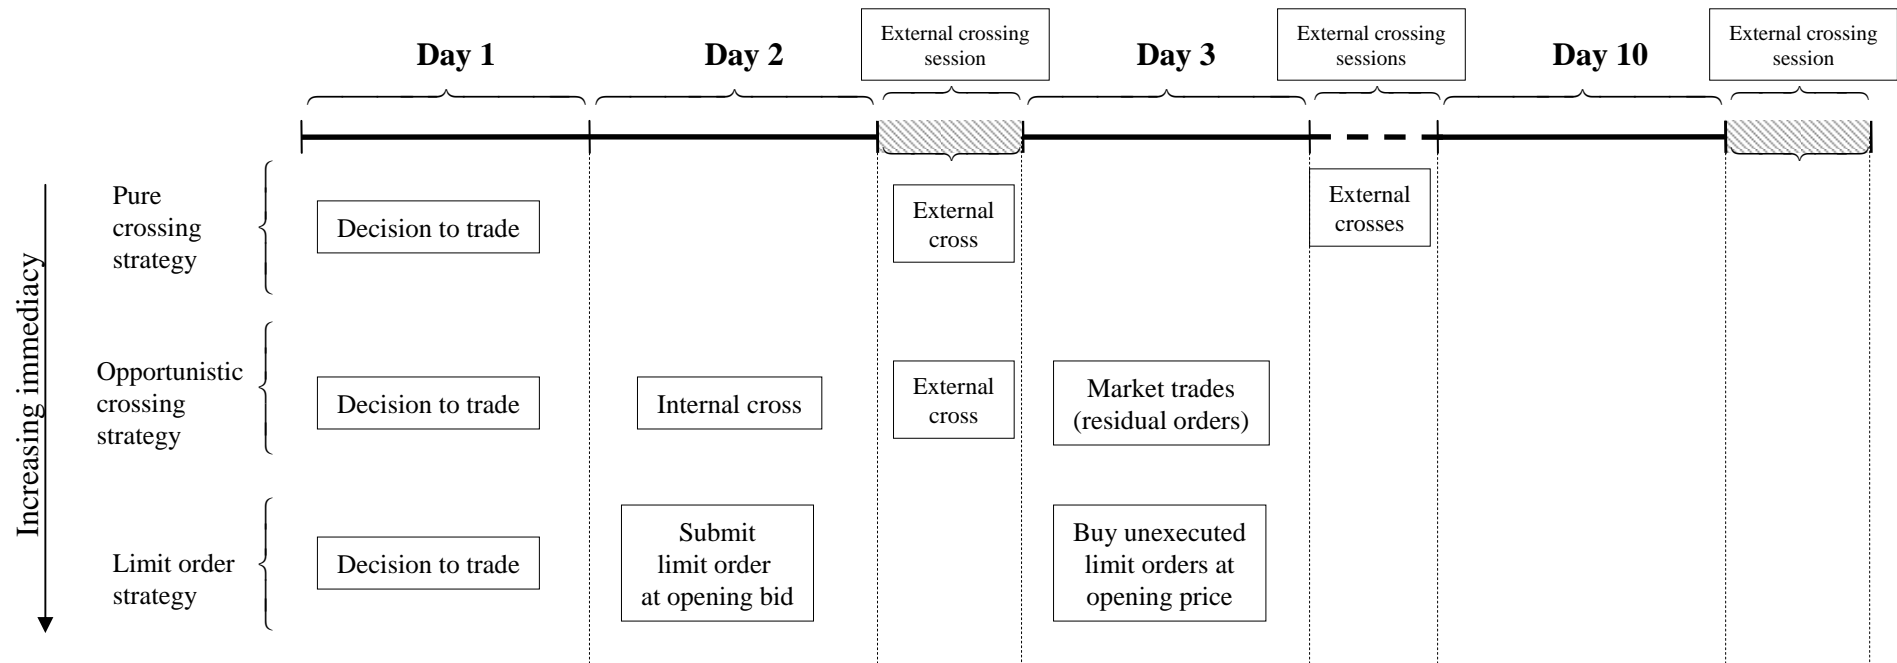 Day 1
Day 2
External crossing
session
Day 3
External crossing
sessions
Day 10
External crossing
session
Increasing immediacy
Pure
crossing
strategy
Decision to trade
External
cross
External
crosses
Opportunistic
crossing
strategy
Decision to trade
Internal cross
External
cross
Market trades
(residual orders)
Limit order
strategy
Decision to trade
Submit
limit order
at opening bid
Buy unexecuted
limit orders at
opening price